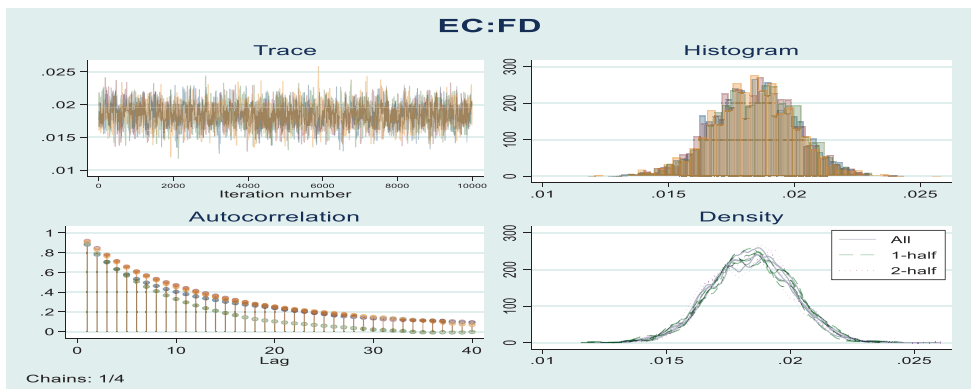 EC:FD
Trace
.025
.02
.015
.01
0 2000 4000 6000 8000 10000
Iteration number
Histogram
300
200
100
0
.01 .015 .02 .025
Autocorrelation
1
.8
.6
.4
.2
0
0 10 20 30 40
Lag
Density
300
200
100
0
.01 .015 .02 .025
All
1-half
2-half
Chains: 1/4